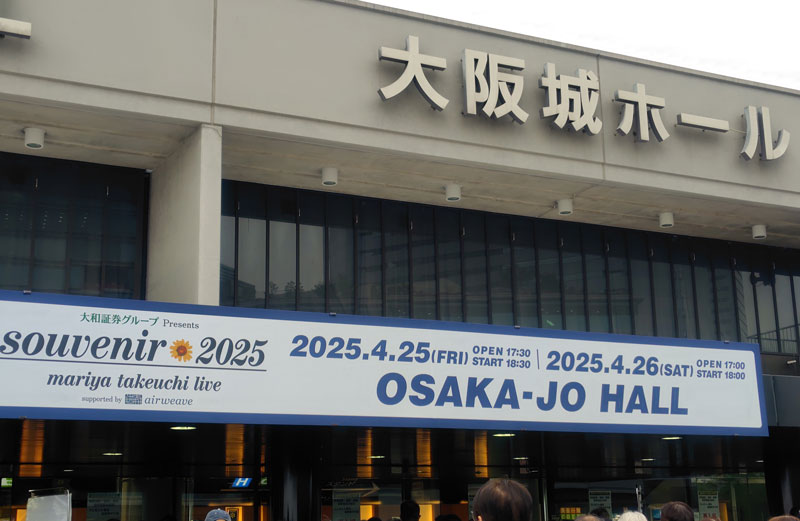 大阪城ホール
大和証券グループ Presents
souvenir 2025
mariya takeuchi live
supported by airweave
2025.4.25(FRI) OPEN 17:30 START 18:30 | 2025.4.26(SAT) OPEN 17:00 START 18:00
OSAKA-JO HALL
H